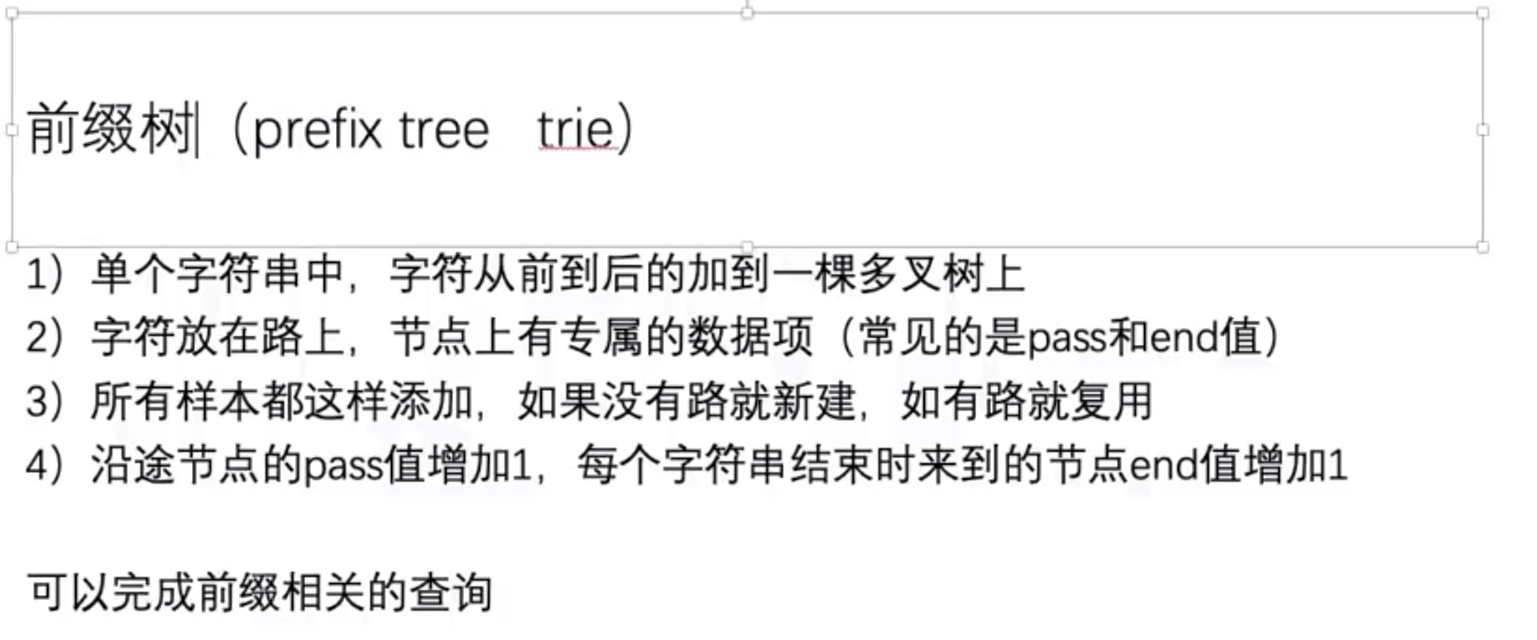 前缀树（prefix tree   trie）
1）单个字符串中，字符从前到后的加到一棵多叉树上
2）字符放在路上，节点上有专属的数据项（常见的是pass和end值）
3）所有样本都这样添加，如果没有路就新建，如有路就复用
4）沿途节点的pass值增加1，每个字符串结束时来到的节点end值增加1
可以完成前缀相关的查询